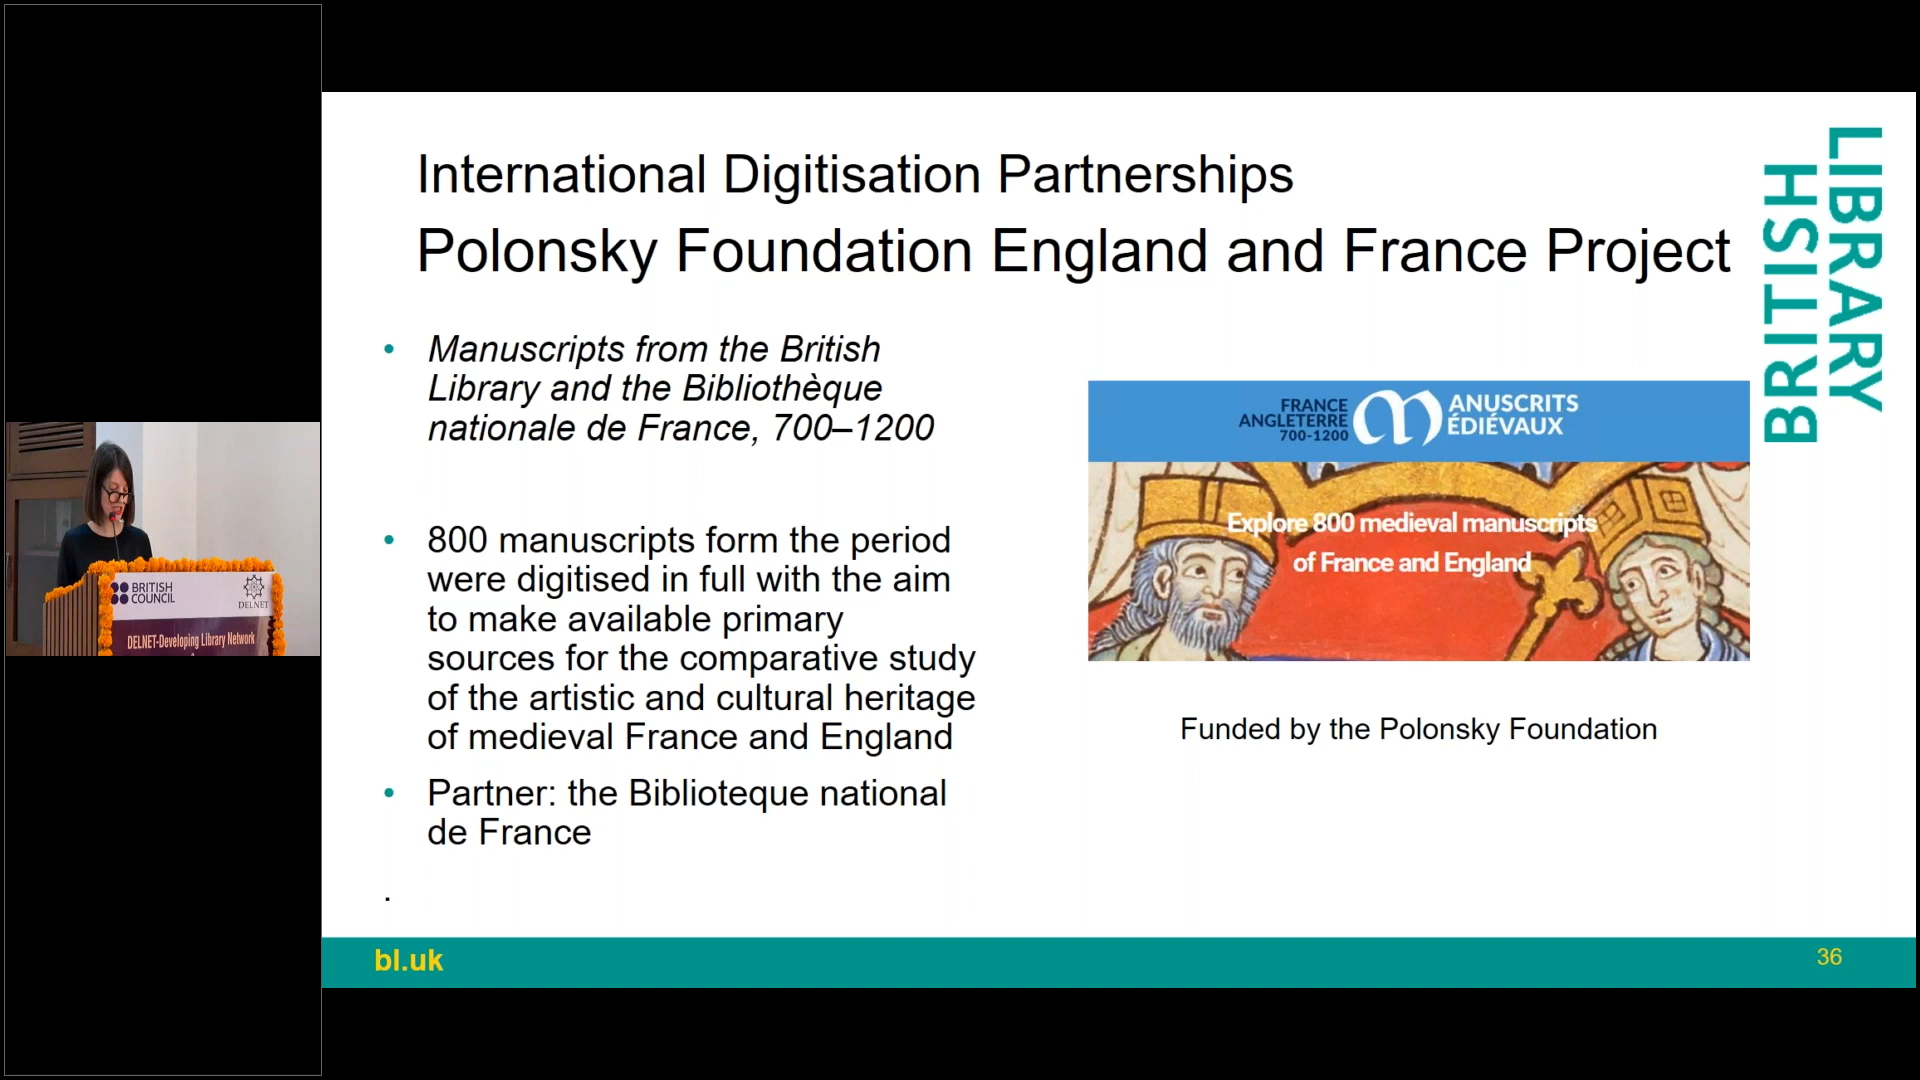 International Digitisation Partnerships
Polonsky Foundation England and France Project
LIBRARY
BRITISH
• Manuscripts from the British
Library and the Bibliothèque
nationale de France, 700–1200
• 800 manuscripts form the period
were digitised in full with the aim
to make available primary
sources for the comparative study
of the artistic and cultural heritage
of medieval France and England
• Partner: the Biblioteque national
de France
.
FRANCE
ANGLETERRE
700-1200
MANUSCRITS
MÉDIÉVAUX
Explore 800 medieval manuscripts
of France and England
Funded by the Polonsky Foundation
bl.uk
36
BRITISH
COUNCIL
DELNET
DELNET-Developing Library Network